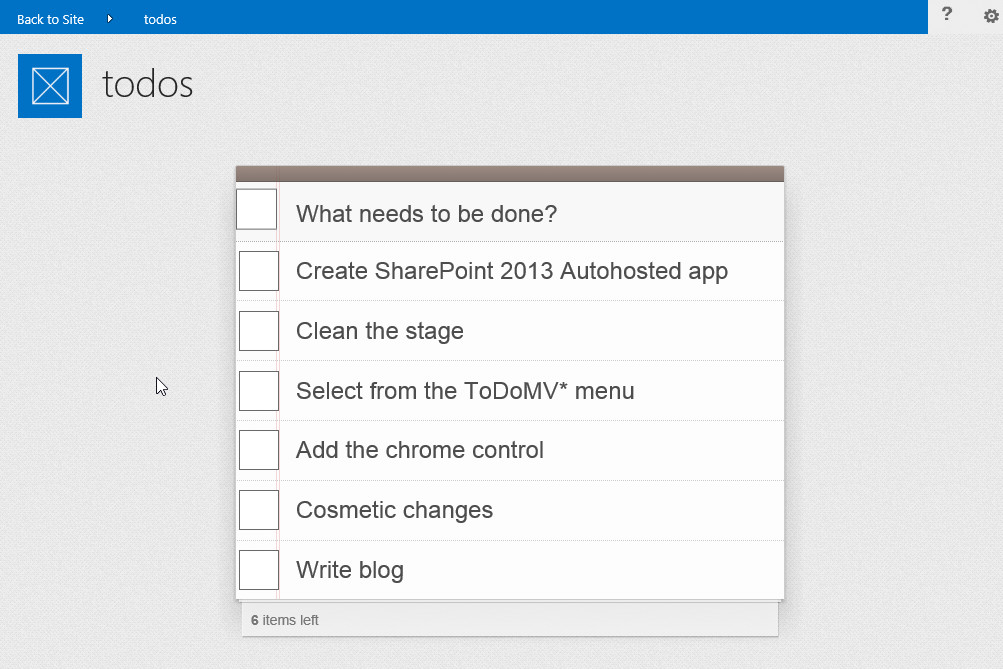 Back to Site
todos
?
todos
What needs to be done?
Create SharePoint 2013 Autohosted app
Clean the stage
Select from the ToDoMV* menu
Add the chrome control
Cosmetic changes
Write blog
6 items left